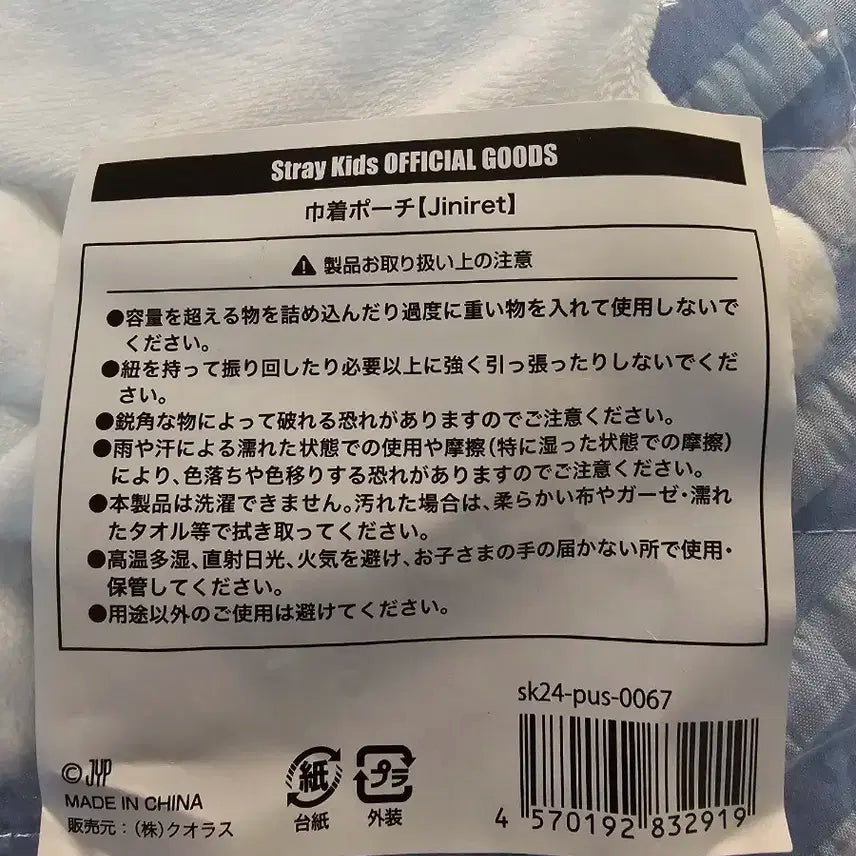 Stray Kids OFFICIAL GOODS
巾着ポーチ【Jiniret】
製品お取り扱い上の注意
●容量を超える物を詰め込んだり過度に重い物を入れて使用しないで
ください。
●紐を持って振り回したり必要以上に強く引っ張ったりしないでくだ
さい。
●鋭角な物によって破れる恐れがありますのでご注意ください。
●雨や汗による濡れた状態での使用や摩擦(特に湿った状態での摩擦)
により、色落ちや色移りする恐れがありますのでご注意ください。
●本製品は洗濯できません。汚れた場合は、柔らかい布やガーゼ・濡れ
たタオル等で拭き取ってください。
●高温多湿、直射日光、火気を避け、お子さまの手の届かない所で使用・
保管してください。
●用途以外のご使用は避けてください。
sk24-pus-0067
4 570192 832919
© JYP
MADE IN CHINA
販売元:(株)クオラス
紙
台紙
プラ
外装